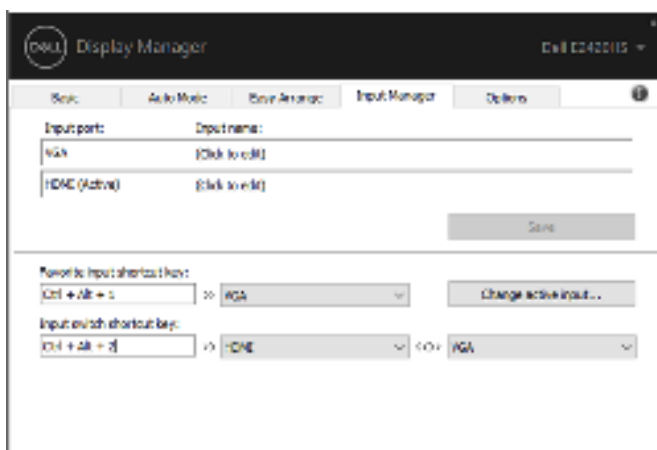 DELL Display Manager Dell E2420HS
Basic Auto Mode Easy Arrange Input Manager Options
Input port: Input name:
VGA (Click to edit)
HDMI (Active) (Click to edit)
Save
Favorite input shortcut key:
Ctrl + Alt + 1 >> VGA Change active input...
Input switch shortcut key:
Ctrl + Alt + 2 HDMI VGA